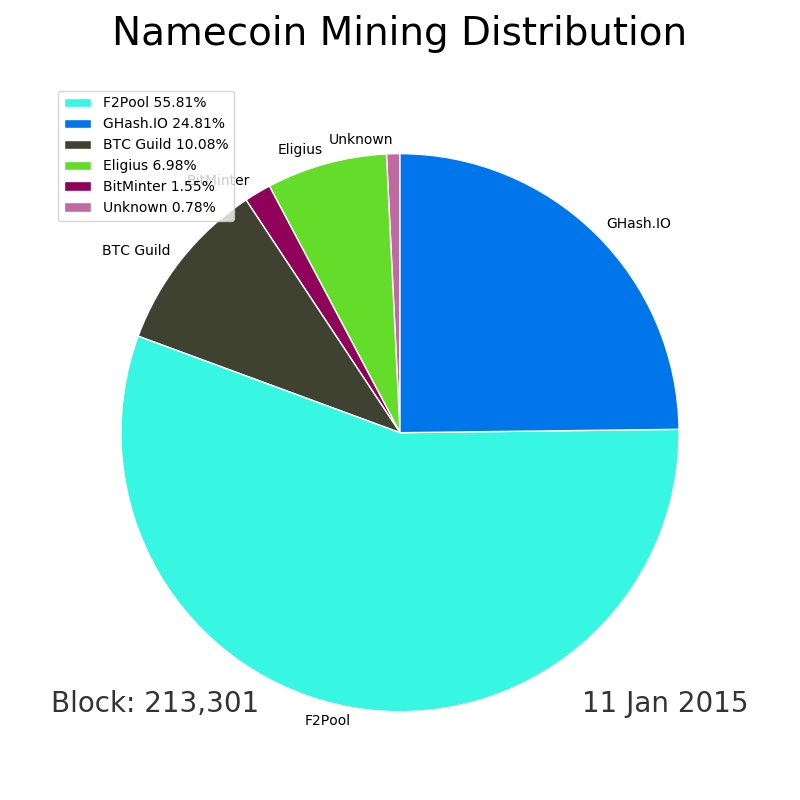 Namecoin Mining Distribution
F2Pool 55.81%
GHash.IO 24.81%
BTC Guild 10.08%
Eligius 6.98%
BitMinter 1.55%
Unknown 0.78%
Unknown
Eligius
BitMinter
GHash.IO
BTC Guild
Block: 213,301
11 Jan 2015
F2Pool